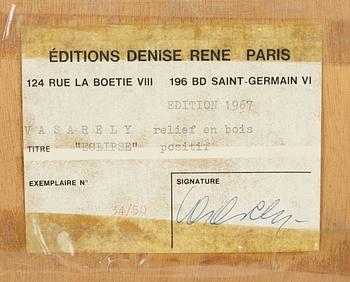 ÉDITIONS DENISE RENE PARIS
124 RUE LA BOETIE VIII 196 BD SAINT-GERMAIN VI
EDITION 1967
VASARELY relief en bois
TITRE "ECLIPSE" positif
EXEMPLAIRE N° 34/50
SIGNATURE
Vasarely